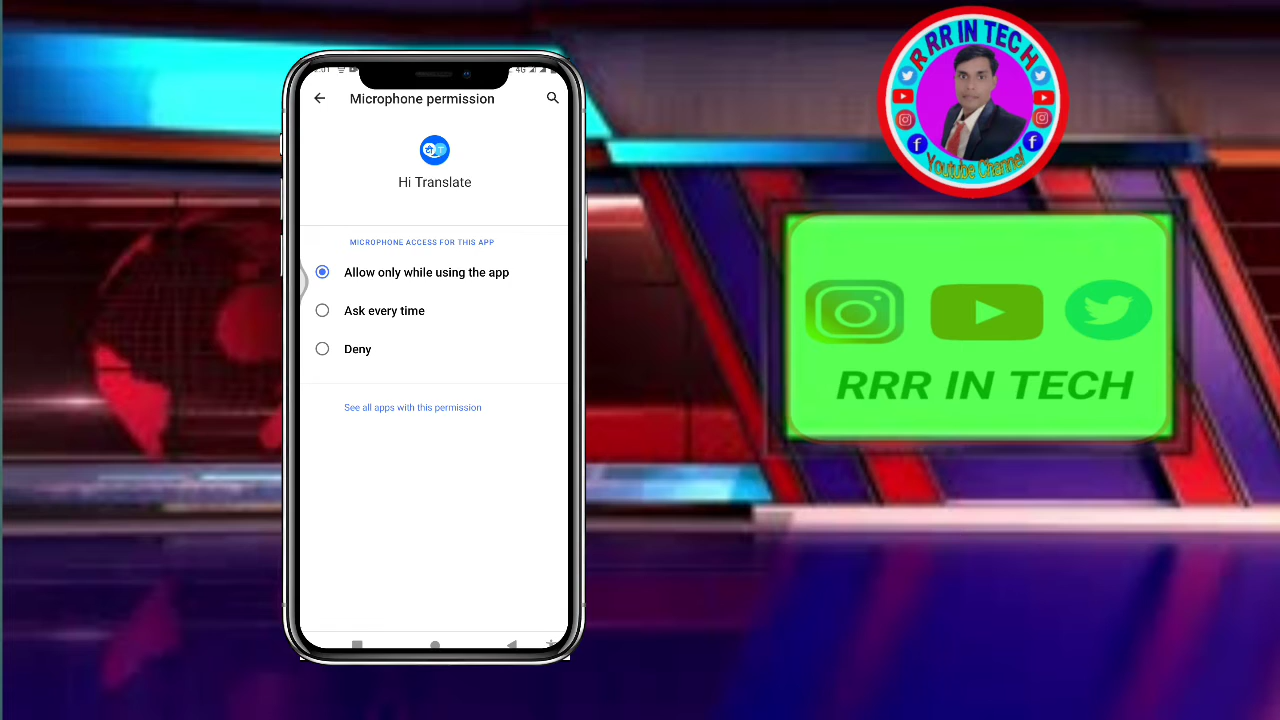 4G
Microphone permission
Hi Translate
MICROPHONE ACCESS FOR THIS APP
Allow only while using the app
Ask every time
Deny
See all apps with this permission
RRR IN TECH
Youtube Channel
RRR IN TECH